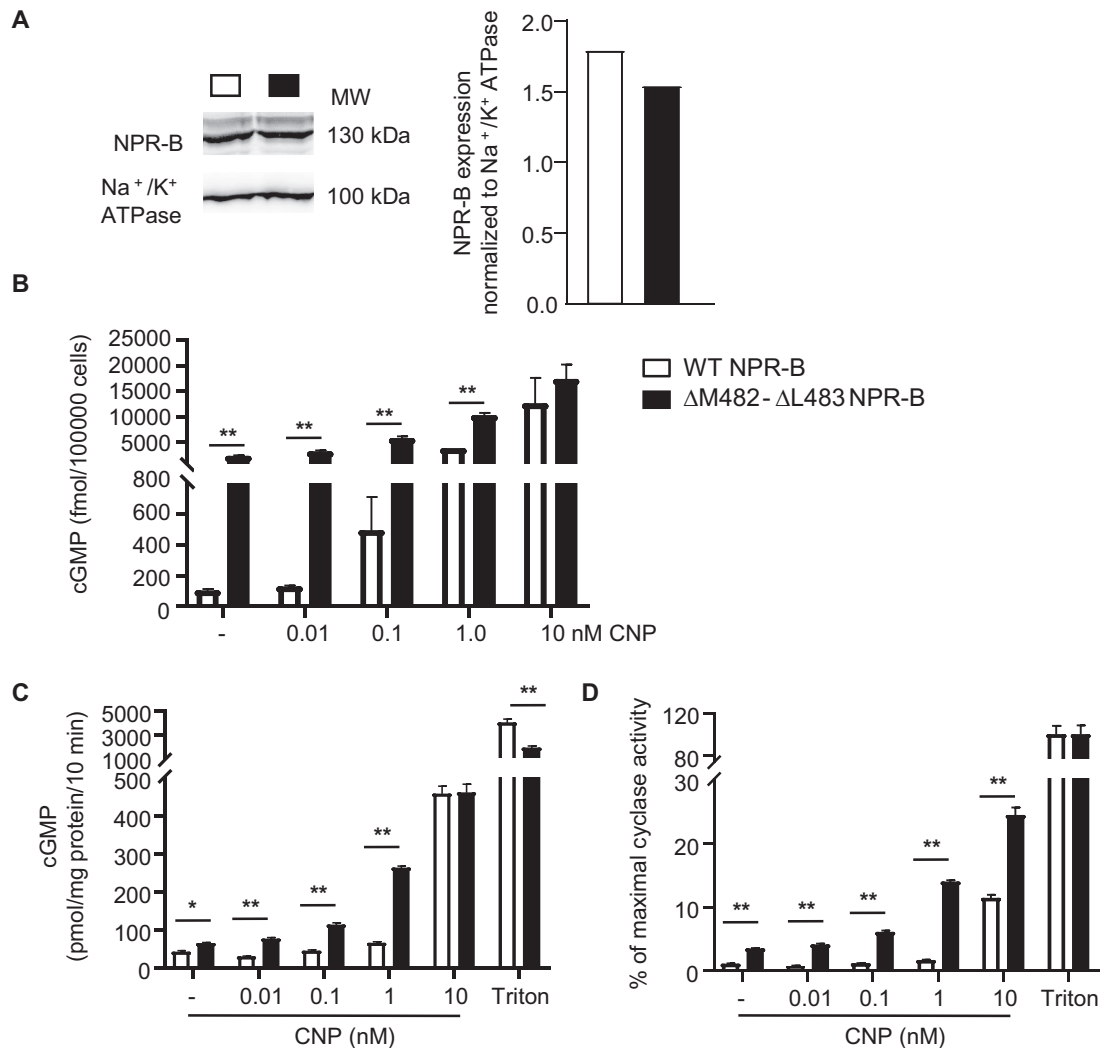 A
MW
NPR-B
130 kDa
Na⁺/K⁺
ATPase
100 kDa
NPR-B expression
normalized to Na⁺/K⁺ ATPase
2.0
1.5
1.0
0.5
0.0
B
cGMP (fmol/100000 cells)
25000
20000
15000
10000
5000
800
600
400
200
0
** ** ** **
- 0.01 0.1 1.0 10 nM CNP
WT NPR-B
ΔM482-ΔL483 NPR-B
C
cGMP
(pmol/mg protein/10 min)
5000
3000
1000
500
400
300
200
100
0
* ** ** ** **
- 0.01 0.1 1 10 Triton
CNP (nM)
D
% of maximal cyclase activity
120
80
30
20
10
0
** ** ** ** **
- 0.01 0.1 1 10 Triton
CNP (nM)